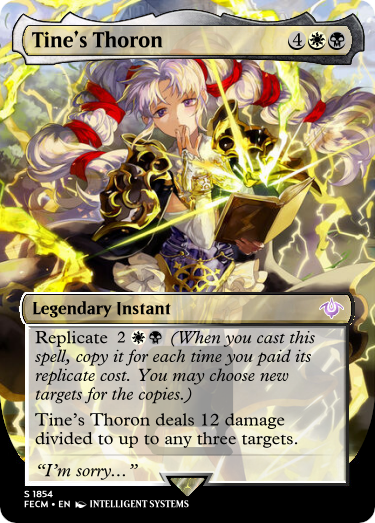 Tine's Thoron 4
Legendary Instant
Replicate 2 (When you cast this
spell, copy it for each time you paid its
replicate cost. You may choose new
targets for the copies.)
Tine's Thoron deals 12 damage
divided to up to any three targets.
"I'm sorry..."
S 1854
FECM • EN INTELLIGENT SYSTEMS